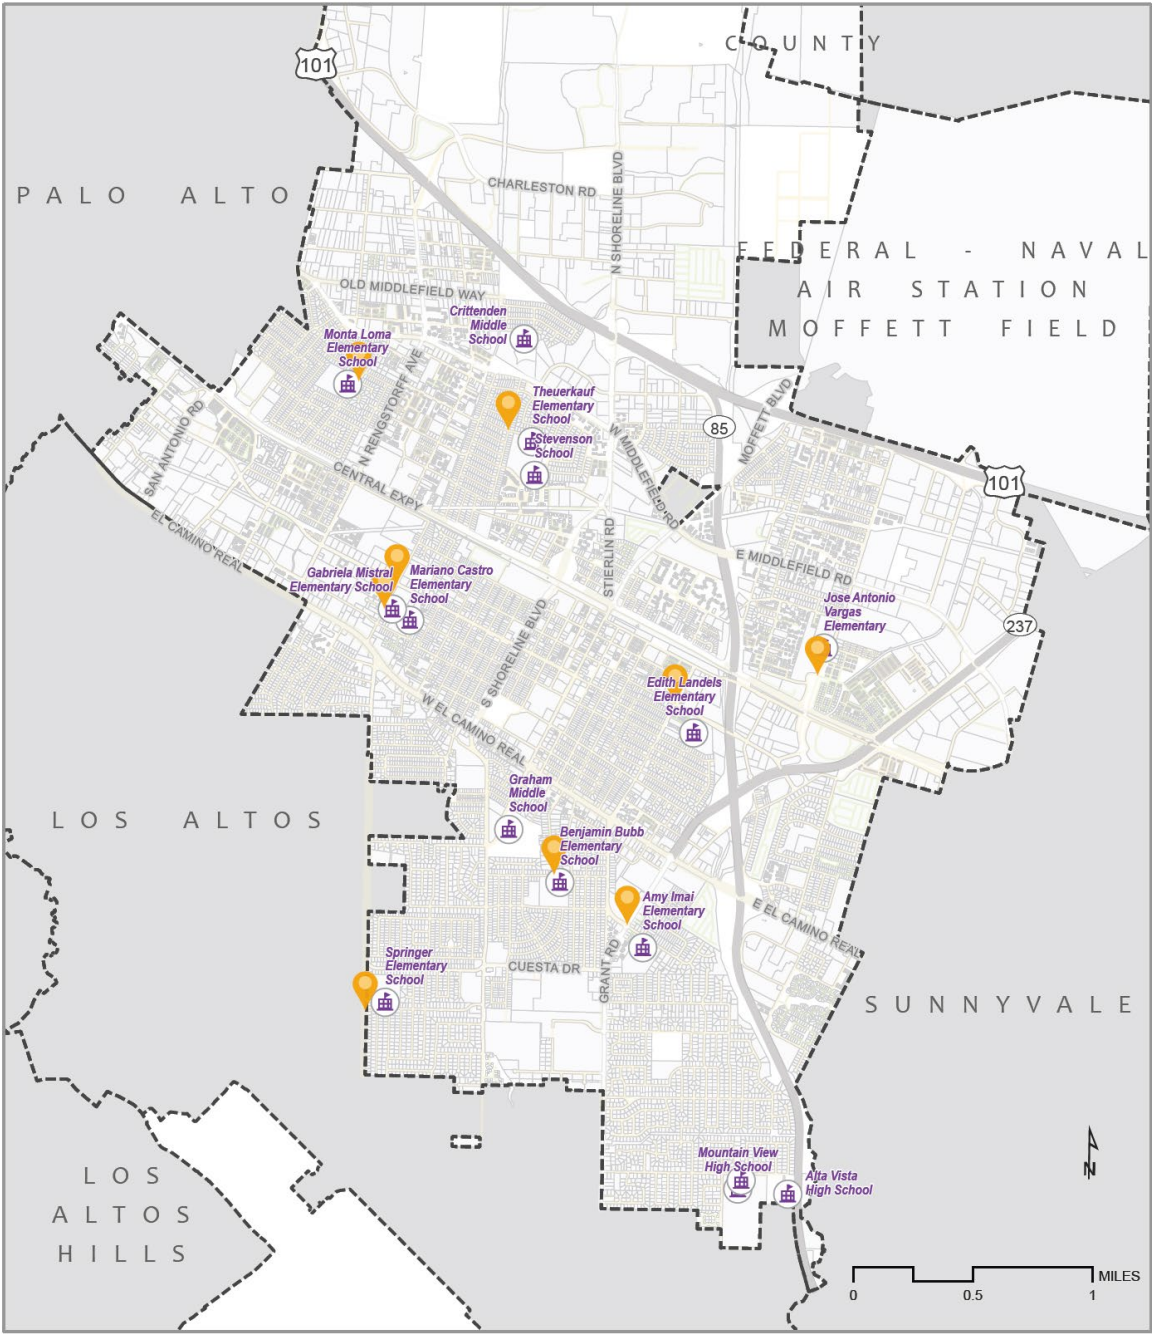 COUNTY
101
PALO ALTO
CHARLESTON RD
N SHORELINE BLVD
FEDERAL - NAVAL
AIR STATION
MOFFETT FIELD
OLD MIDDLEFIELD WAY
Crittenden
Middle
School
Monta Loma
Elementary
School
N RENGSTORFF AVE
Theuerkauf
Elementary
School
Stevenson
School
SAN ANTONIO RD
CENTRAL EXPY
W MIDDLEFIELD RD
85
MOFFETT BLVD
101
EL CAMINO REAL
STIERLIN RD
E MIDDLEFIELD RD
Gabriela Mistral
Elementary School
Mariano Castro
Elementary
School
Jose Antonio
Vargas
Elementary
237
S SHORELINE BLVD
Edith Landels
Elementary
School
W EL CAMINO REAL
Graham
Middle
School
LOS ALTOS
Benjamin Bubb
Elementary
School
Amy Imai
Elementary
School
E EL CAMINO REAL
Springer
Elementary
School
CUESTA DR
GRANT RD
SUNNYVALE
Mountain View
High School
Alta Vista
High School
LOS
ALTOS
HILLS
N
MILES
0 0.5 1